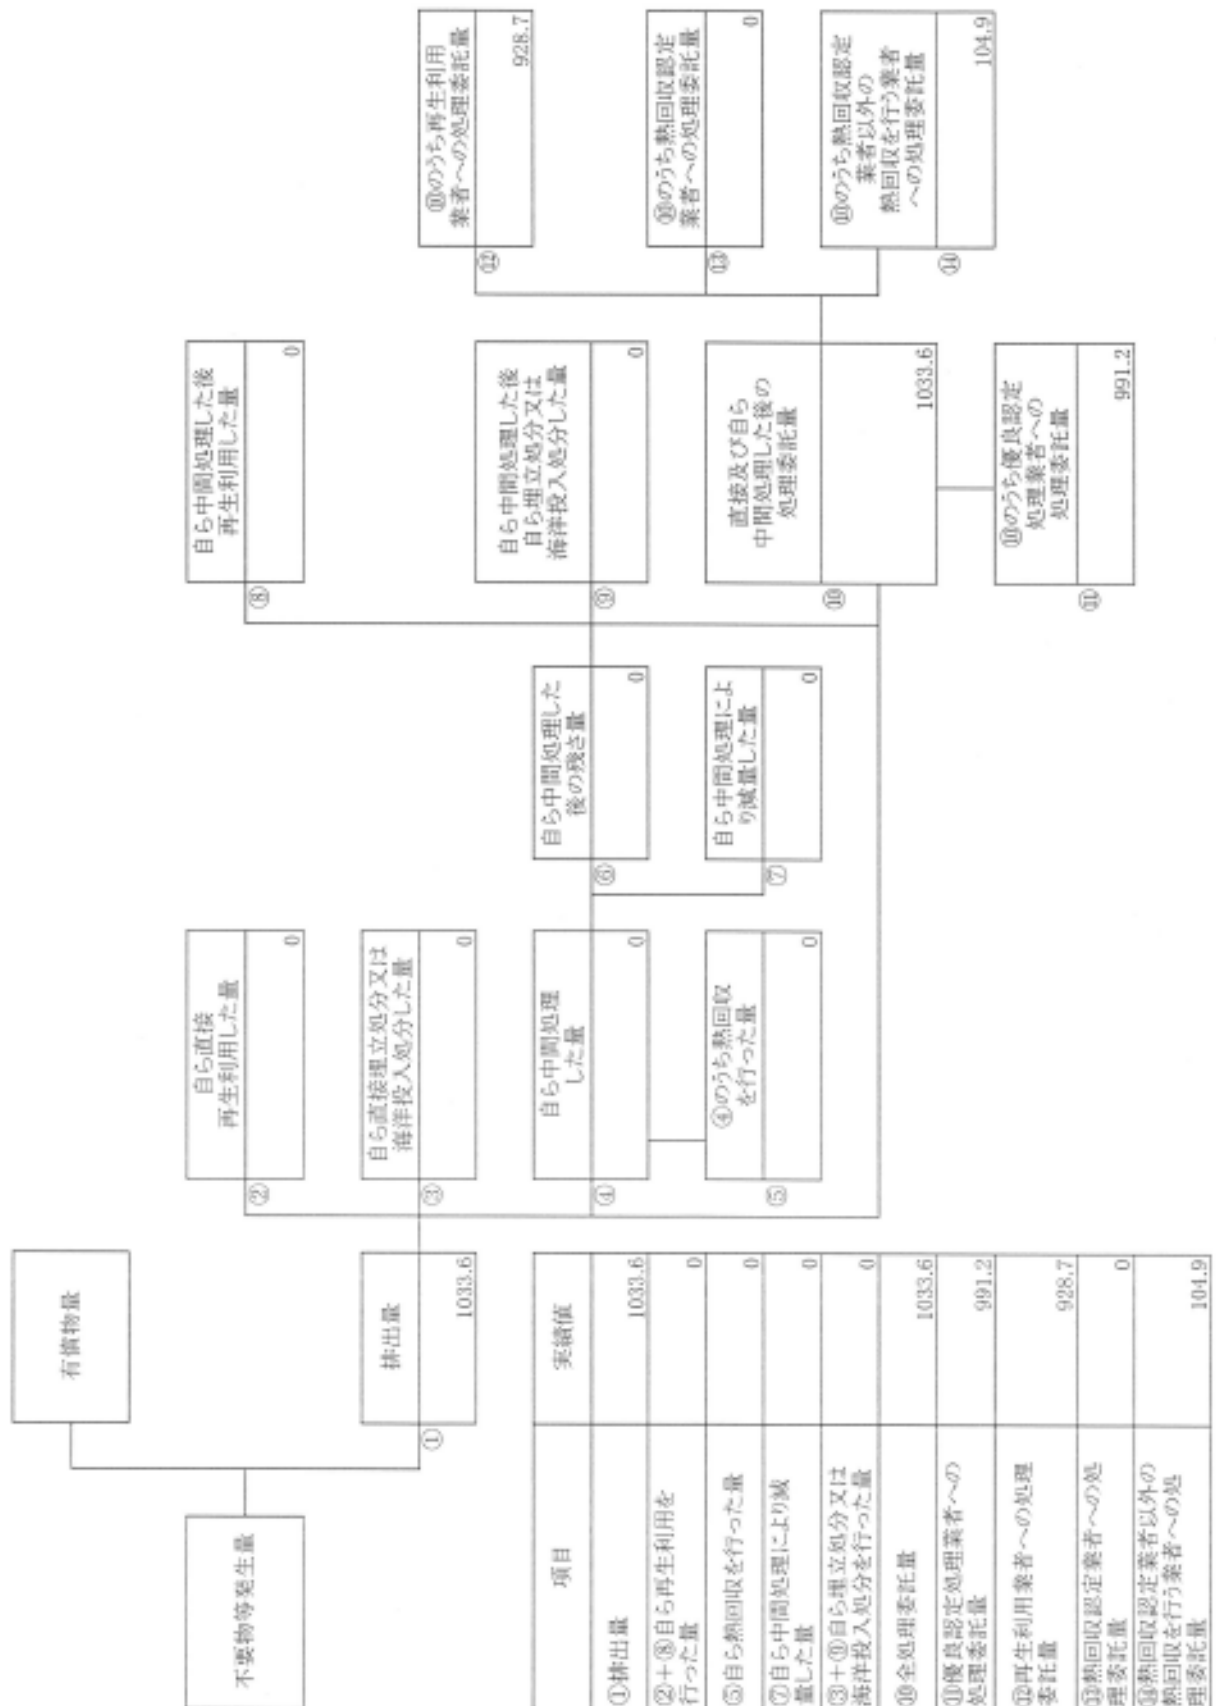 不要物等発生量
有償物量
排出量
①
1033.6
自ら直接
再生利用した量
②
0
自ら直接埋立処分又は
海洋投入処分した量
③
0
自ら中間処理
した量
④
0
④のうち熱回収
を行った量
⑤
0
自ら中間処理した
後の残さ量
⑥
0
自ら中間処理によ
り減量した量
⑦
0
自ら中間処理した後
再生利用した量
⑧
0
自ら中間処理した後
自ら埋立処分又は
海洋投入処分した量
⑨
0
直接及び自ら
中間処理した後の
処理委託量
⑩
1033.6
⑩のうち優良認定
処理業者への
処理委託量
⑪
991.2
⑩のうち再生利用
業者への処理委託量
⑫
928.7
⑩のうち熱回収認定
業者への処理委託量
⑬
0
⑩のうち熱回収認定
業者以外の
熱回収を行う業者
への処理委託量
⑭
104.9
項目
実績値
①排出量
1033.6
②+⑧自ら再生利用を
行った量
0
⑤自ら熱回収を行った量
0
⑦自ら中間処理により減
量した量
0
③+⑨自ら埋立処分又は
海洋投入処分を行った量
0
⑩全処理委託量
1033.6
⑪優良認定処理業者への
処理委託量
991.2
⑫再生利用業者への処理
委託量
928.7
⑬熱回収認定業者への処
理委託量
0
⑭熱回収認定業者以外の
熱回収を行う業者への処
理委託量
104.9